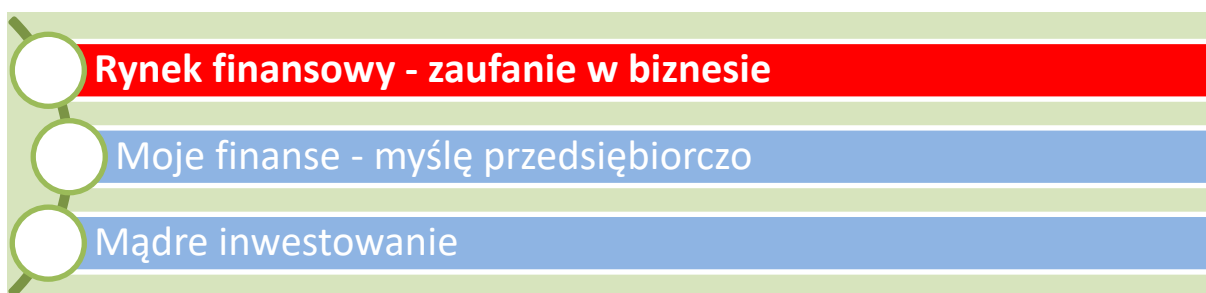 Rynek finansowy - zaufanie w biznesie
Moje finanse - myślę przedsiębiorczo
Mądre inwestowanie